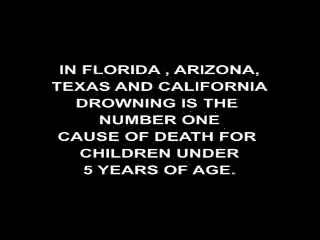 IN FLORIDA , ARIZONA,
TEXAS AND CALIFORNIA
DROWNING IS THE
NUMBER ONE
CAUSE OF DEATH FOR
CHILDREN UNDER
5 YEARS OF AGE.